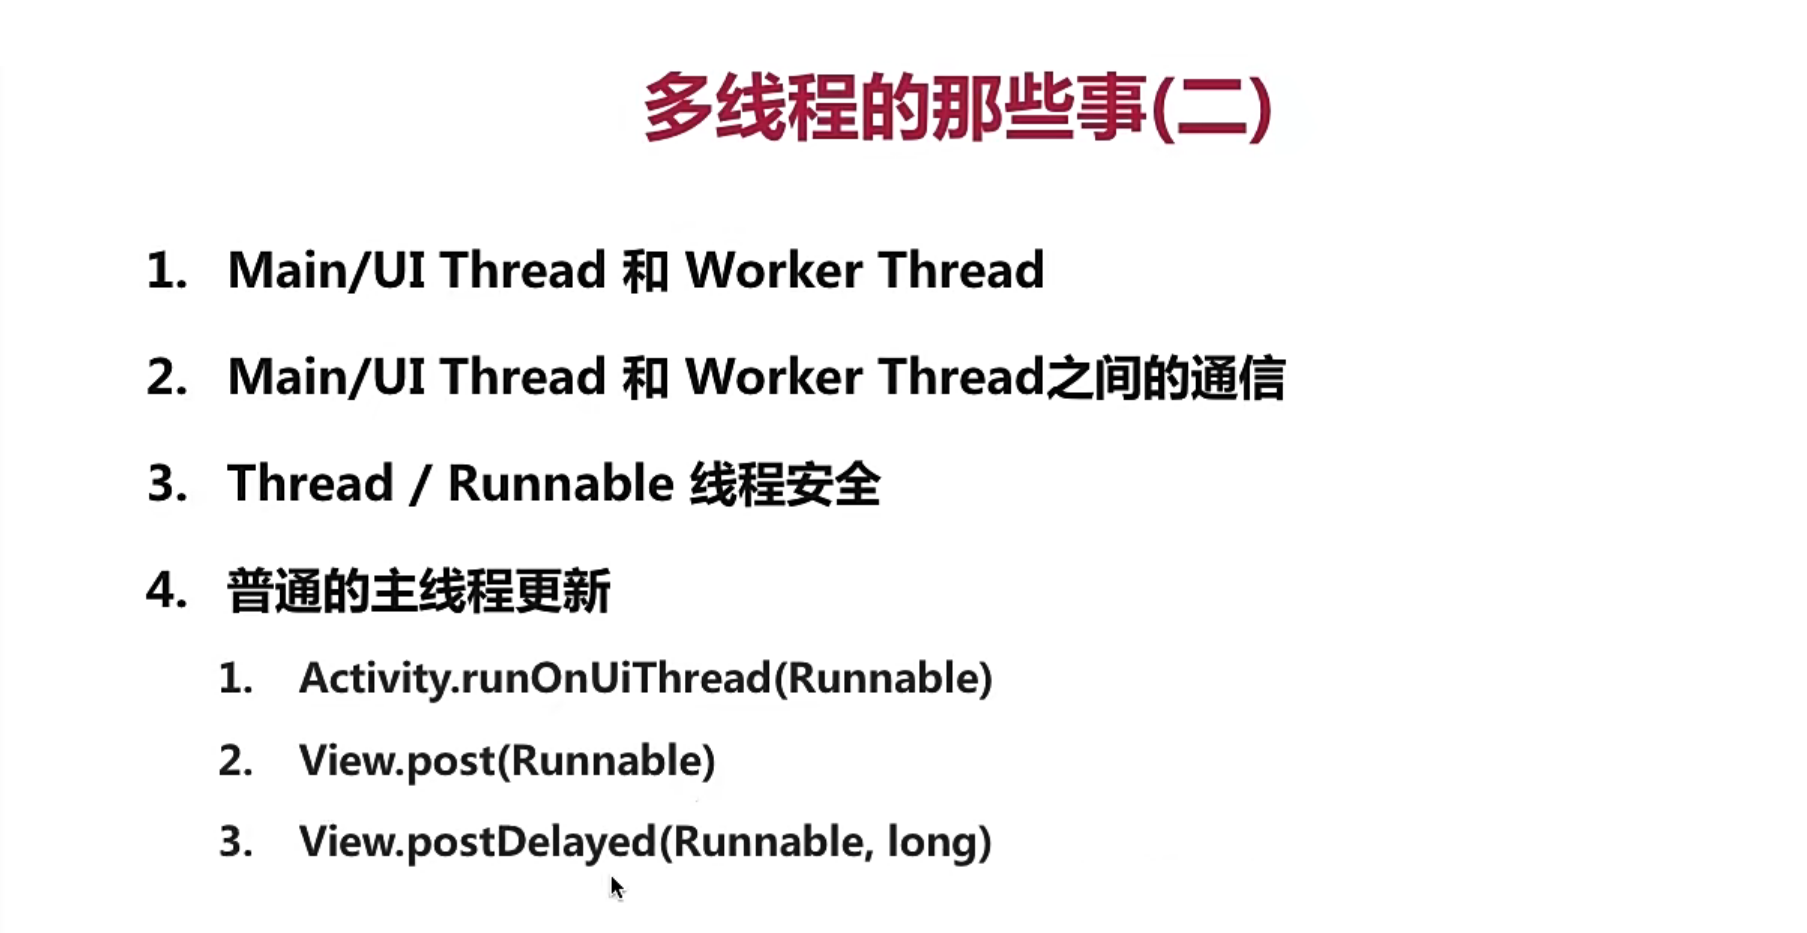 多线程的那些事(二)
1. Main/UI Thread 和 Worker Thread
2. Main/UI Thread 和 Worker Thread之间的通信
3. Thread / Runnable 线程安全
4. 普通的主线程更新
1. Activity.runOnUiThread(Runnable)
2. View.post(Runnable)
3. View.postDelayed(Runnable, long)